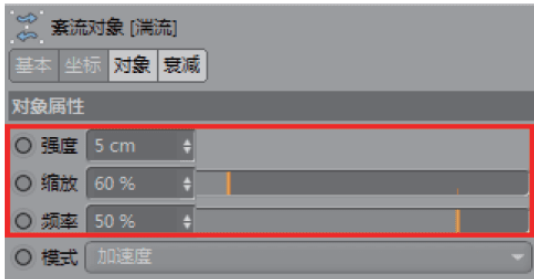 紊流对象 [湍流]
基本 坐标 对象 衰减
对象属性
强度 5 cm
缩放 60 %
频率 50 %
模式 加速度